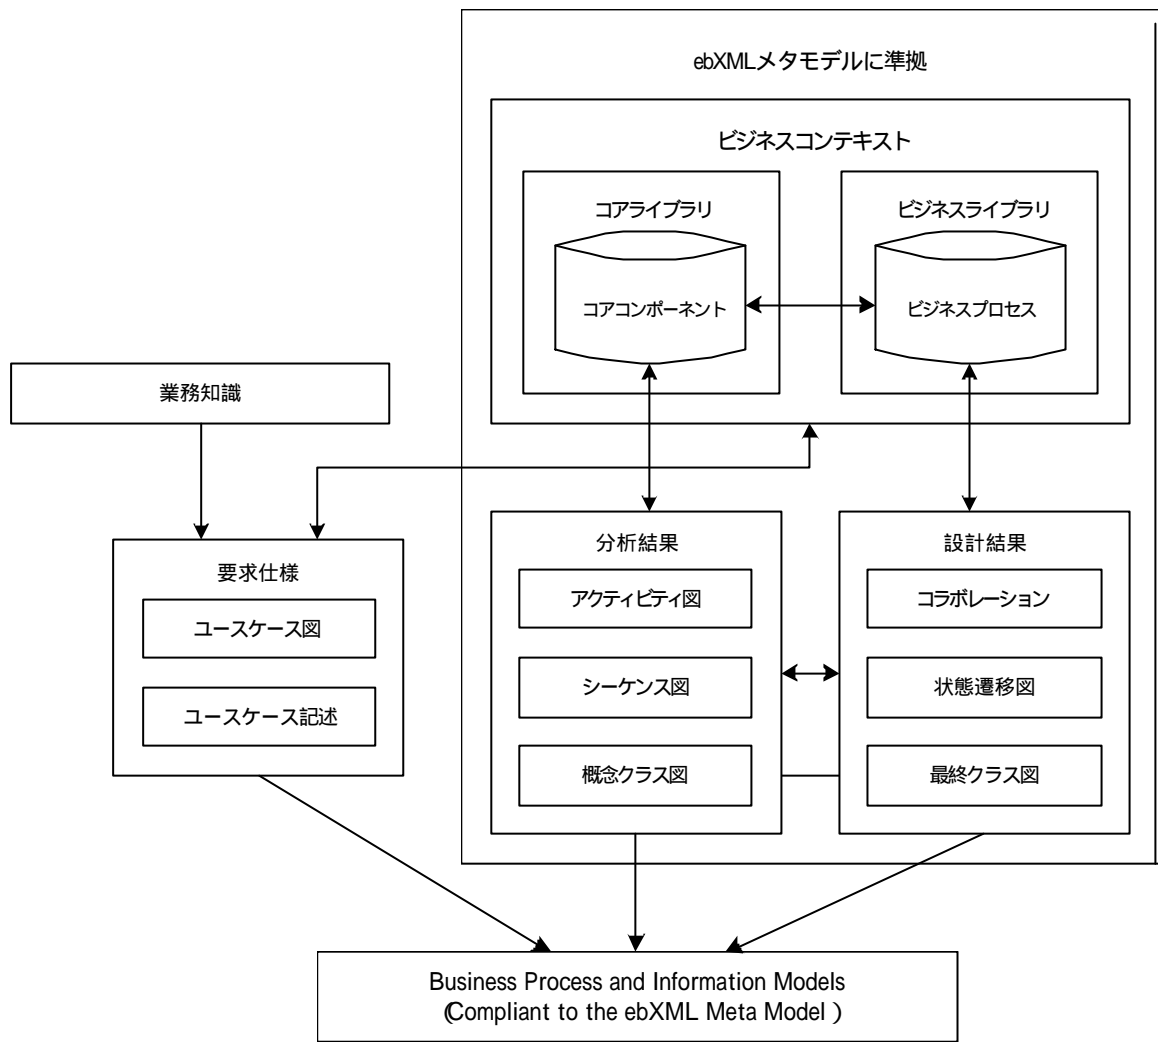 ebXMLメタモデルに準拠
ビジネスコンテキスト
コアライブラリ
ビジネスライブラリ
コアコンポーネント
ビジネスプロセス
業務知識
要求仕様
ユースケース図
ユースケース記述
分析結果
アクティビティ図
シーケンス図
概念クラス図
設計結果
コラボレーション
状態遷移図
最終クラス図
Business Process and Information Models
(Compliant to the ebXML Meta Model )